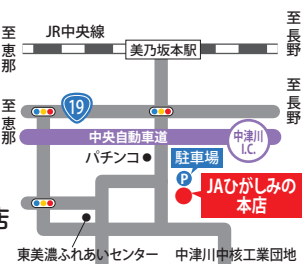 至恵那
JR中央線
美乃坂本駅
至長野
至恵那
19
至長野
中央自動車道
中津川
I.C.
パチンコ
駐車場
P
JAひがしみの
本店
店
東美濃ふれあいセンター
中津川中核工業団地